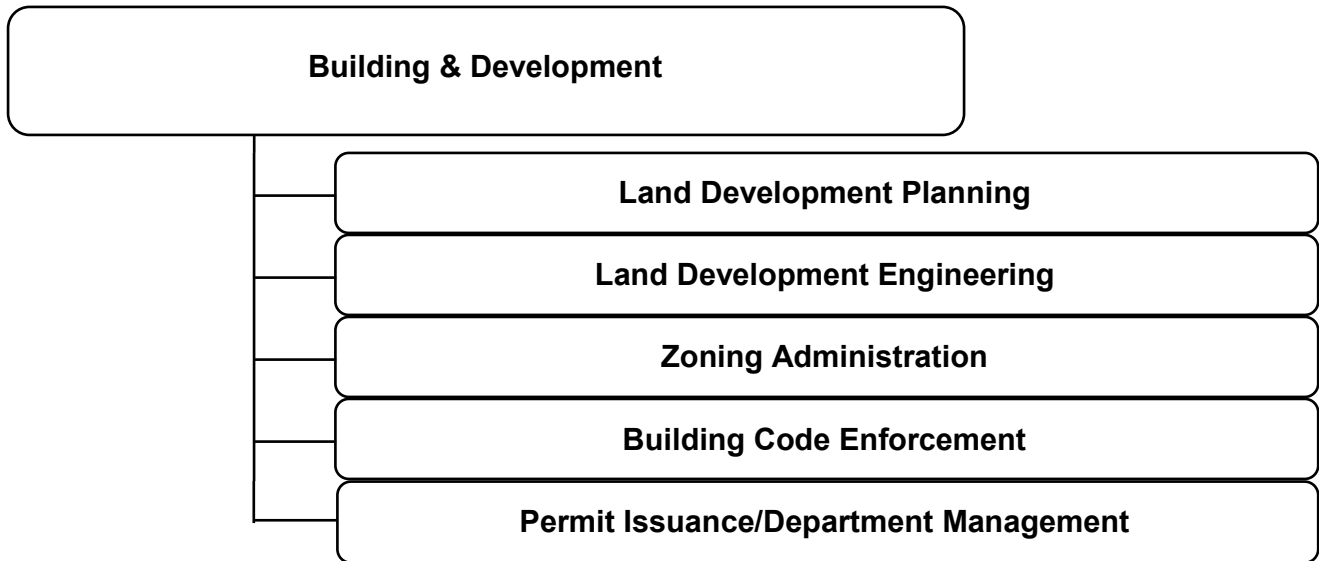 Building & Development
Land Development Planning
Land Development Engineering
Zoning Administration
Building Code Enforcement
Permit Issuance/Department Management